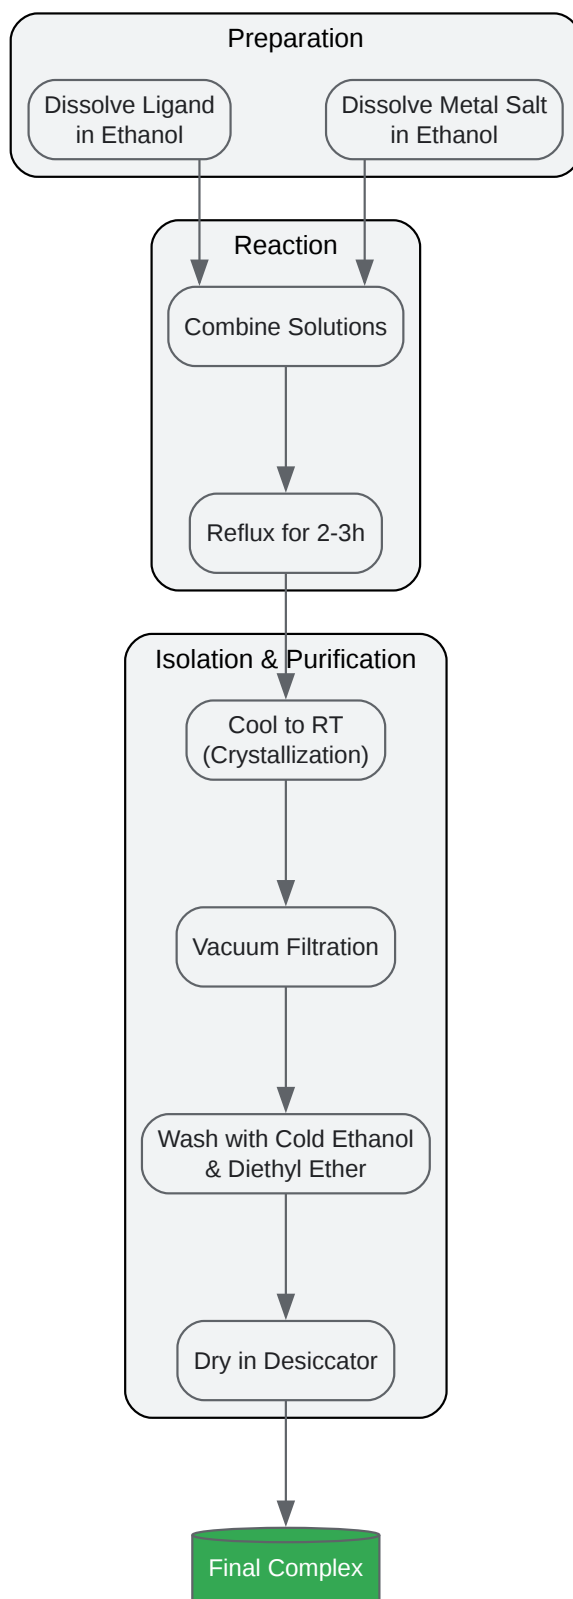 Preparation
Dissolve Ligand
in Ethanol
Dissolve Metal Salt
in Ethanol
Reaction
Combine Solutions
Reflux for 2-3h
Isolation & Purification
Cool to RT
(Crystallization)
Vacuum Filtration
Wash with Cold Ethanol
& Diethyl Ether
Dry in Desiccator
Final Complex